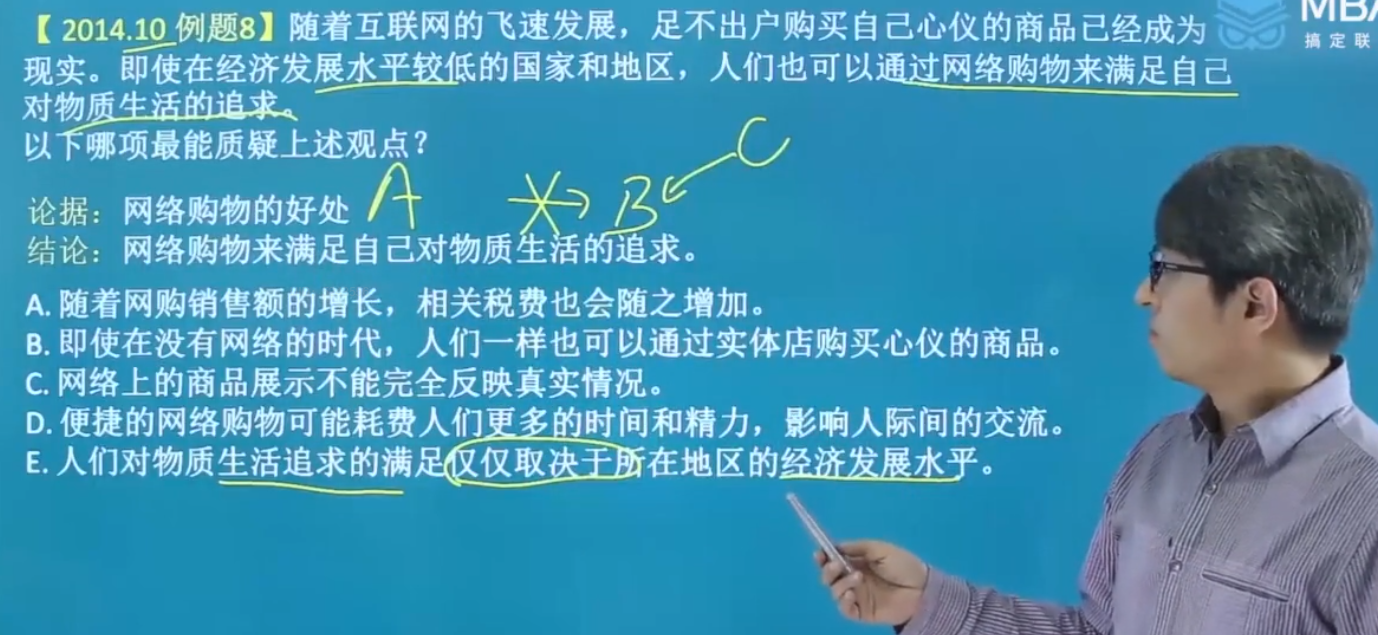 【 2014.10 例题8】随着互联网的飞速发展，足不出户购买自己心仪的商品已经成为
现实。即使在经济发展水平较低的国家和地区，人们也可以通过网络购物来满足自己
对物质生活的追求。
以下哪项最能质疑上述观点？
A
B
C
论据：网络购物的好处
结论：网络购物来满足自己对物质生活的追求。
A. 随着网购销售额的增长，相关税费也会随之增加。
B. 即使在没有网络的时代，人们一样也可以通过实体店购买心仪的商品。
C. 网络上的商品展示不能完全反映真实情况。
D. 便捷的网络购物可能耗费人们更多的时间和精力，影响人际间的交流。
E. 人们对物质生活追求的满足仅仅取决于所在地区的经济发展水平。
MBA
搞定联